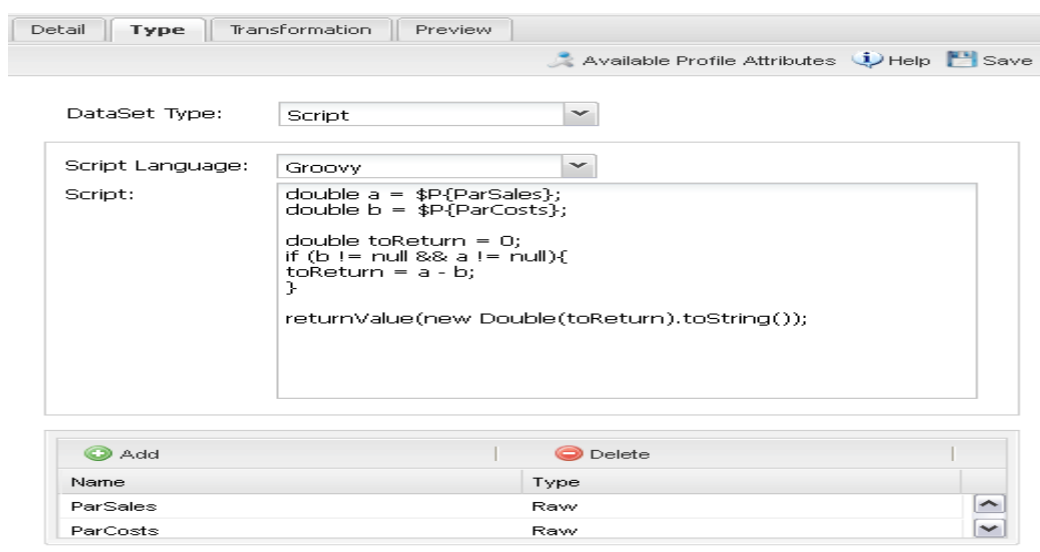 Detail Type Transformation Preview
Available Profile Attributes Help Save
DataSet Type: Script
Script Language: Groovy
Script:
double a = $P{ParSales};
double b = $P{ParCosts};
double toReturn = 0;
if (b != null && a != null){
toReturn = a - b;
}
returnValue(new Double(toReturn).toString());
Add Delete
Name Type
ParSales Raw
ParCosts Raw